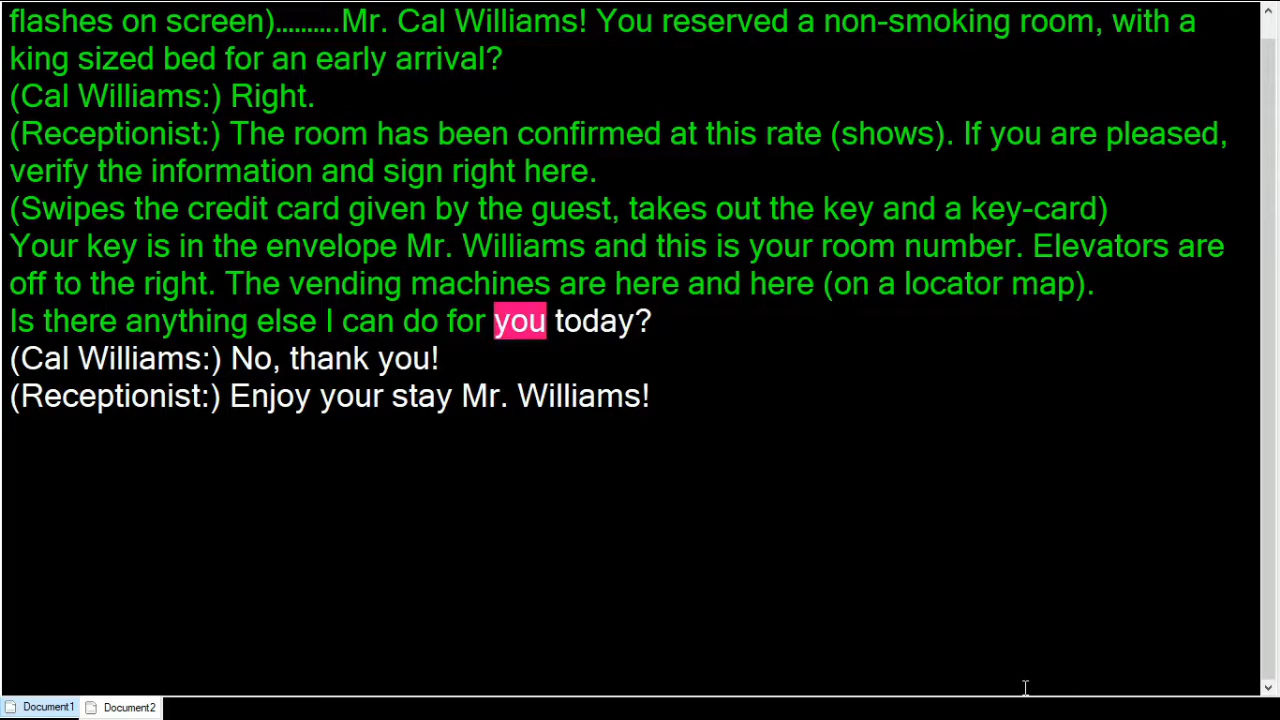 flashes on screen)..........Mr. Cal Williams! You reserved a non-smoking room, with a
king sized bed for an early arrival?
(Cal Williams:) Right.
(Receptionist:) The room has been confirmed at this rate (shows). If you are pleased,
verify the information and sign right here.
(Swipes the credit card given by the guest, takes out the key and a key-card)
Your key is in the envelope Mr. Williams and this is your room number. Elevators are
off to the right. The vending machines are here and here (on a locator map).
Is there anything else I can do for you today?
(Cal Williams:) No, thank you!
(Receptionist:) Enjoy your stay Mr. Williams!
Document1 Document2